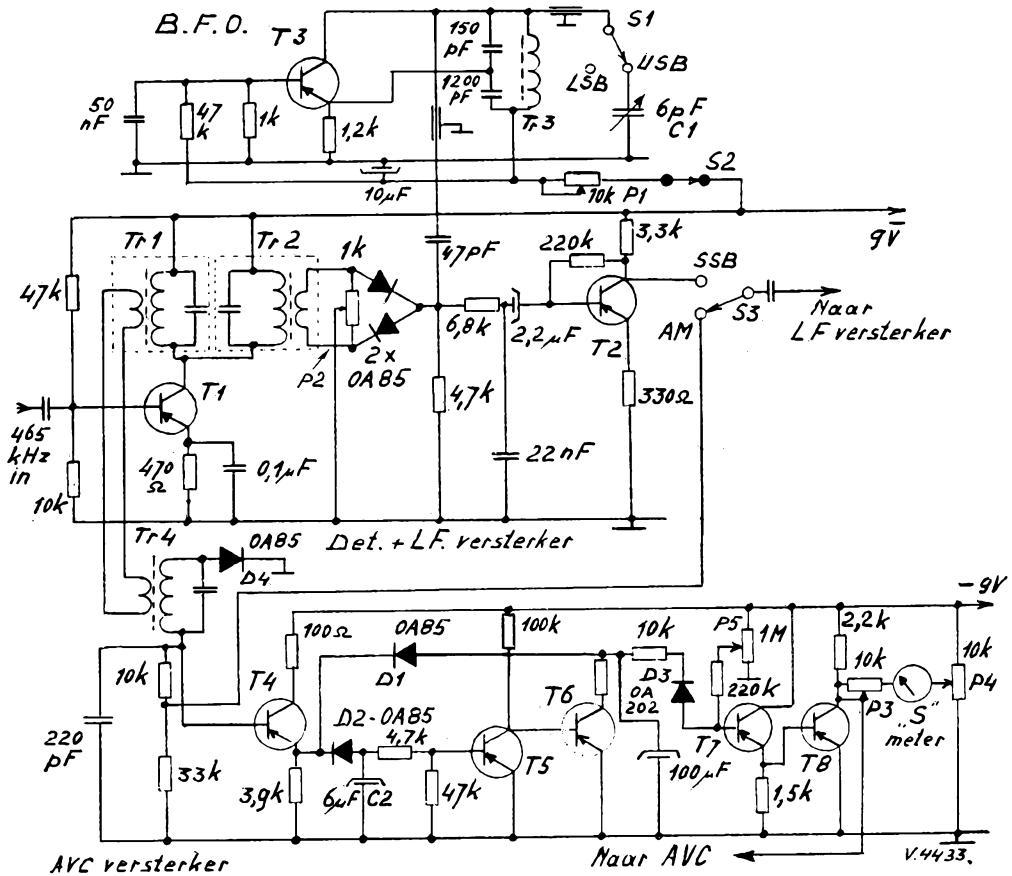 B.F.O.
T3
150
pF
1200
pF
Tr3
S1
USB
LSB
6pF
C1
50
nF
47
k
1k
1,2k
10µF
10k P1
S2
9V
Tr1
Tr2
1k
47pF
220k
3,3k
SSB
47k
6,8k
2,2µF
T2
AM
S3
Naar
LF versterker
P2
2x
OA85
T1
465
kHz
in
4,7k
330Ω
470
Ω
0,1µF
22nF
10k
Tr4
Det. + LF. versterker
OA85
D4
-9V
100Ω
OA85
100k
10k
P5
1M
2,2k
10k
10k
T4
D1
T6
D3
OA
202
220k
P3
P4
„S"
meter
10k
D2-OA85
4,7k
T5
T7
T8
220
pF
33k
3,9k
6µF C2
47k
100µF
1,5k
AVC versterker
Naar AVC
V.4433.